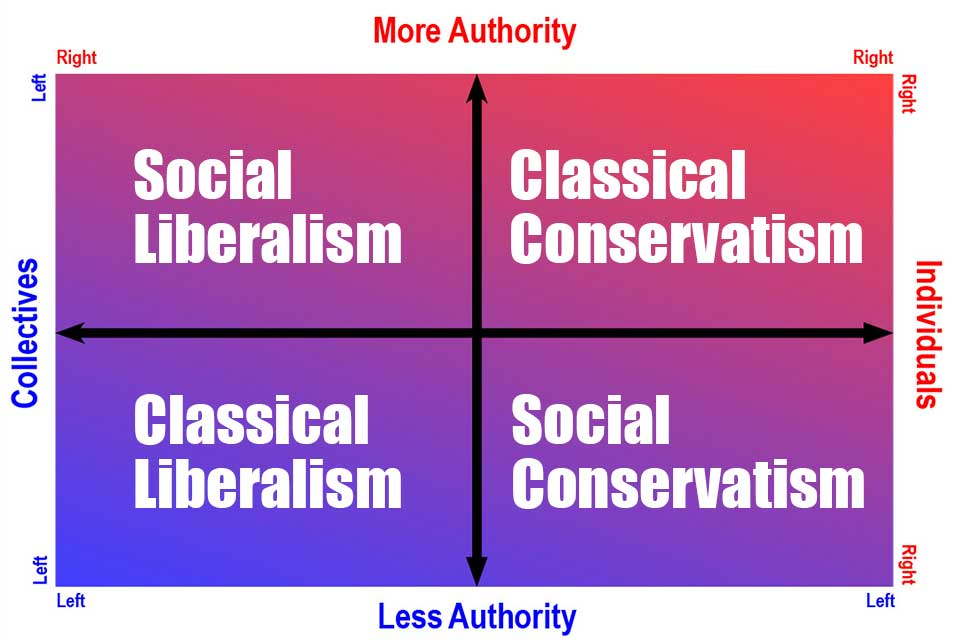 More Authority
Right
Right
Left
Right
Social
Liberalism
Classical
Conservatism
Collectives
Individuals
Classical
Liberalism
Social
Conservatism
Left
Right
Left
Left
Less Authority